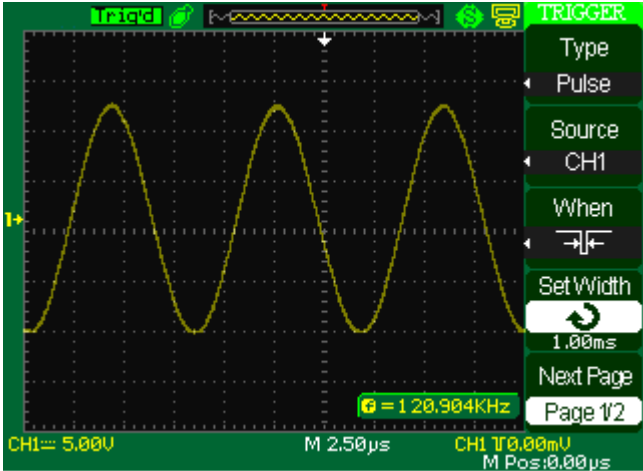 Trig'd
TRIGGER
Type
Pulse
Source
CH1
When
Set Width
1.00ms
Next Page
Page 1/2
1
f =120.904KHz
CH1 5.00V
M 2.50µs
CH1 0.00mV
M Pos:0.00µs